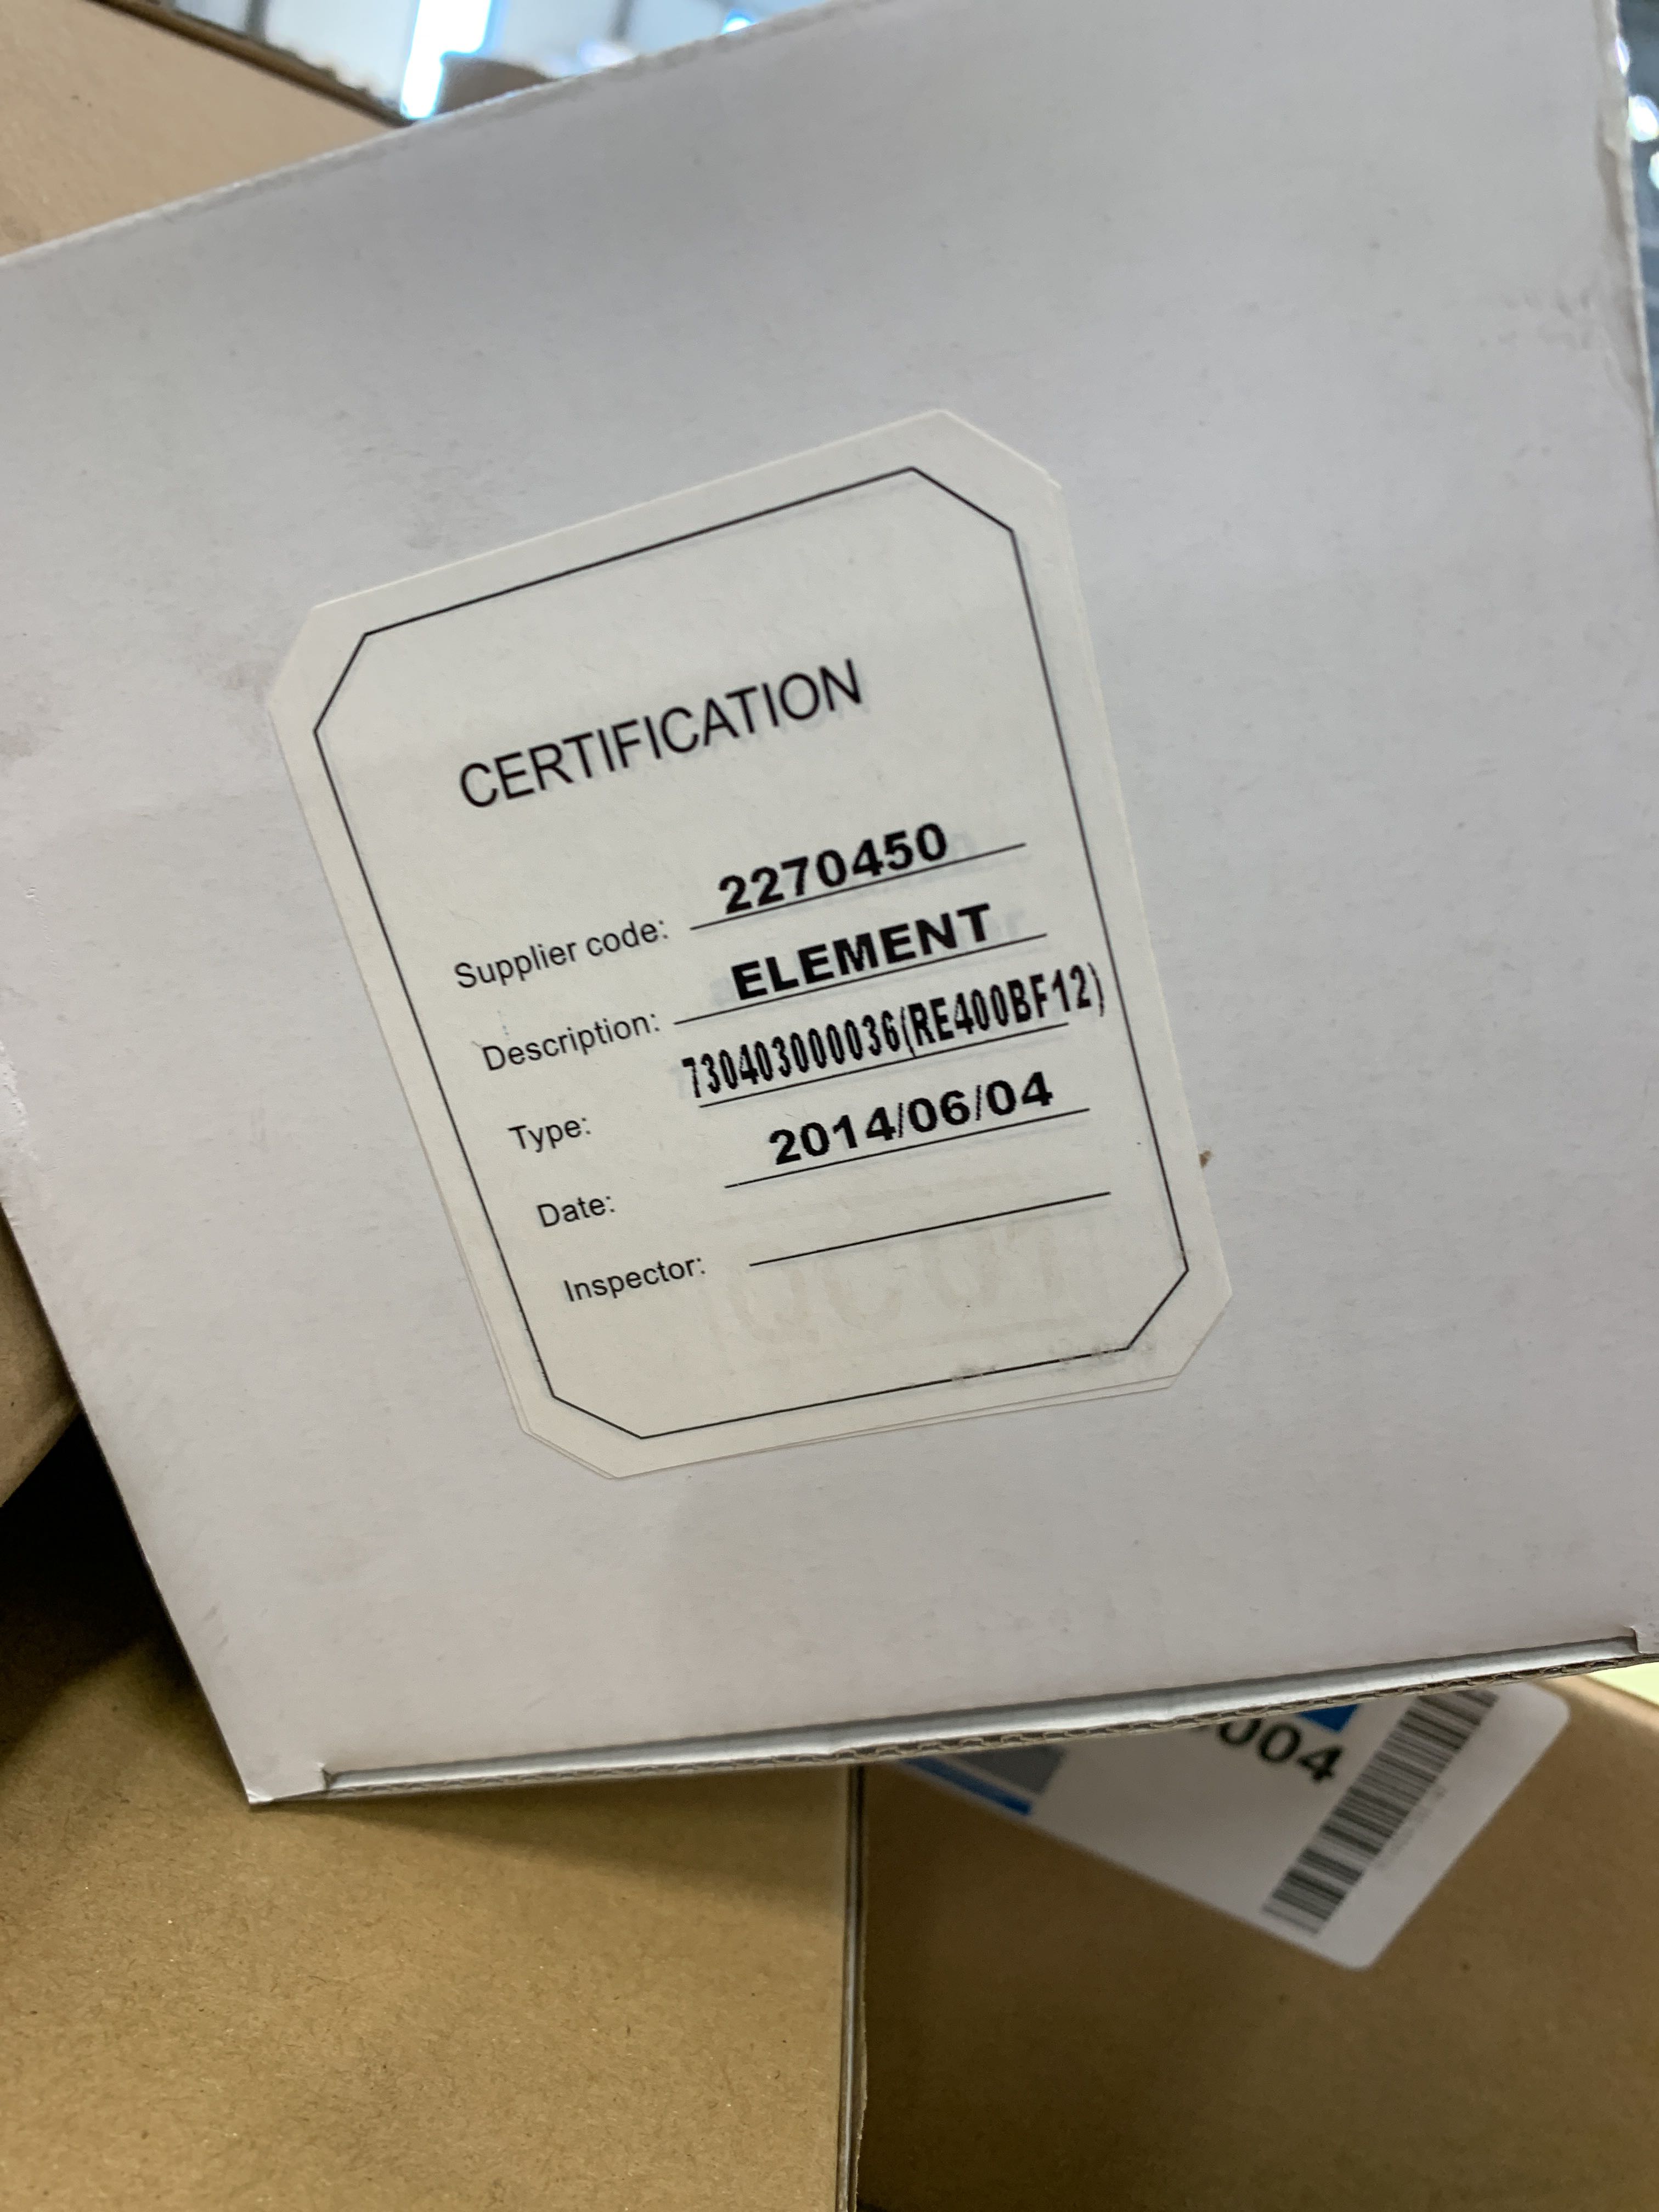 CERTIFICATION
Supplier code: 2270450
Description: ELEMENT
Type: 730403000036(RE400BF12)
Date: 2014/06/04
Inspector:
004